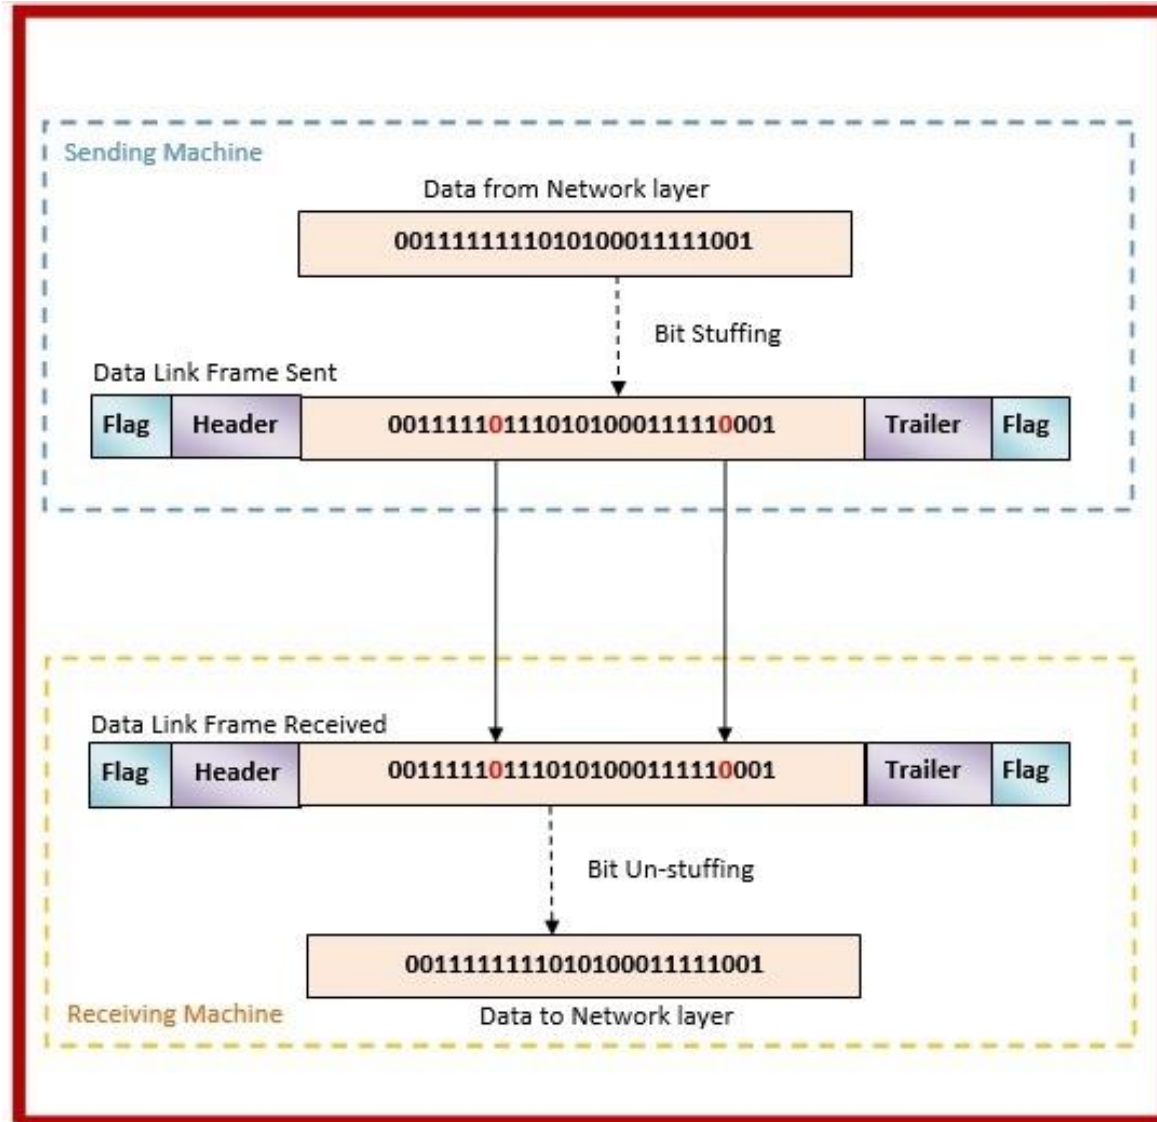 Sending Machine
Data from Network layer
0011111111010100011111001
Bit Stuffing
Data Link Frame Sent
Flag Header 001111101110101000111110001 Trailer Flag
Data Link Frame Received
Flag Header 001111101110101000111110001 Trailer Flag
Bit Un-stuffing
0011111111010100011111001
Receiving Machine Data to Network layer